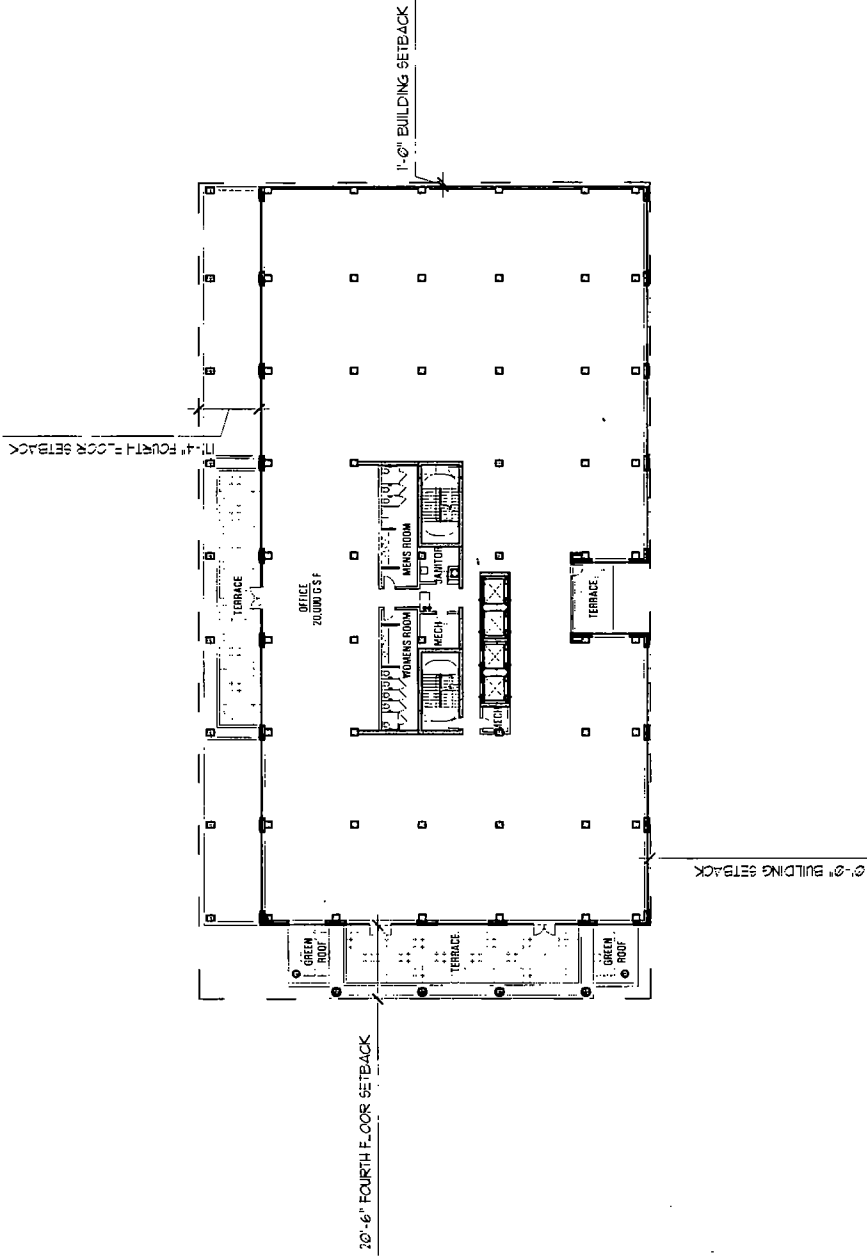 1'-0" BUILDING SETBACK
17'-4" FOURTH FLOOR SETBACK
TERRACE
OFFICE
20,000 G S F
MENS ROOM
JANITOR
WOMENS ROOM
MECH
MECH
TERRACE
0'-0" BUILDING SETBACK
GREEN
ROOF
TERRACE
GREEN
ROOF
20'-6" FOURTH FLOOR SETBACK